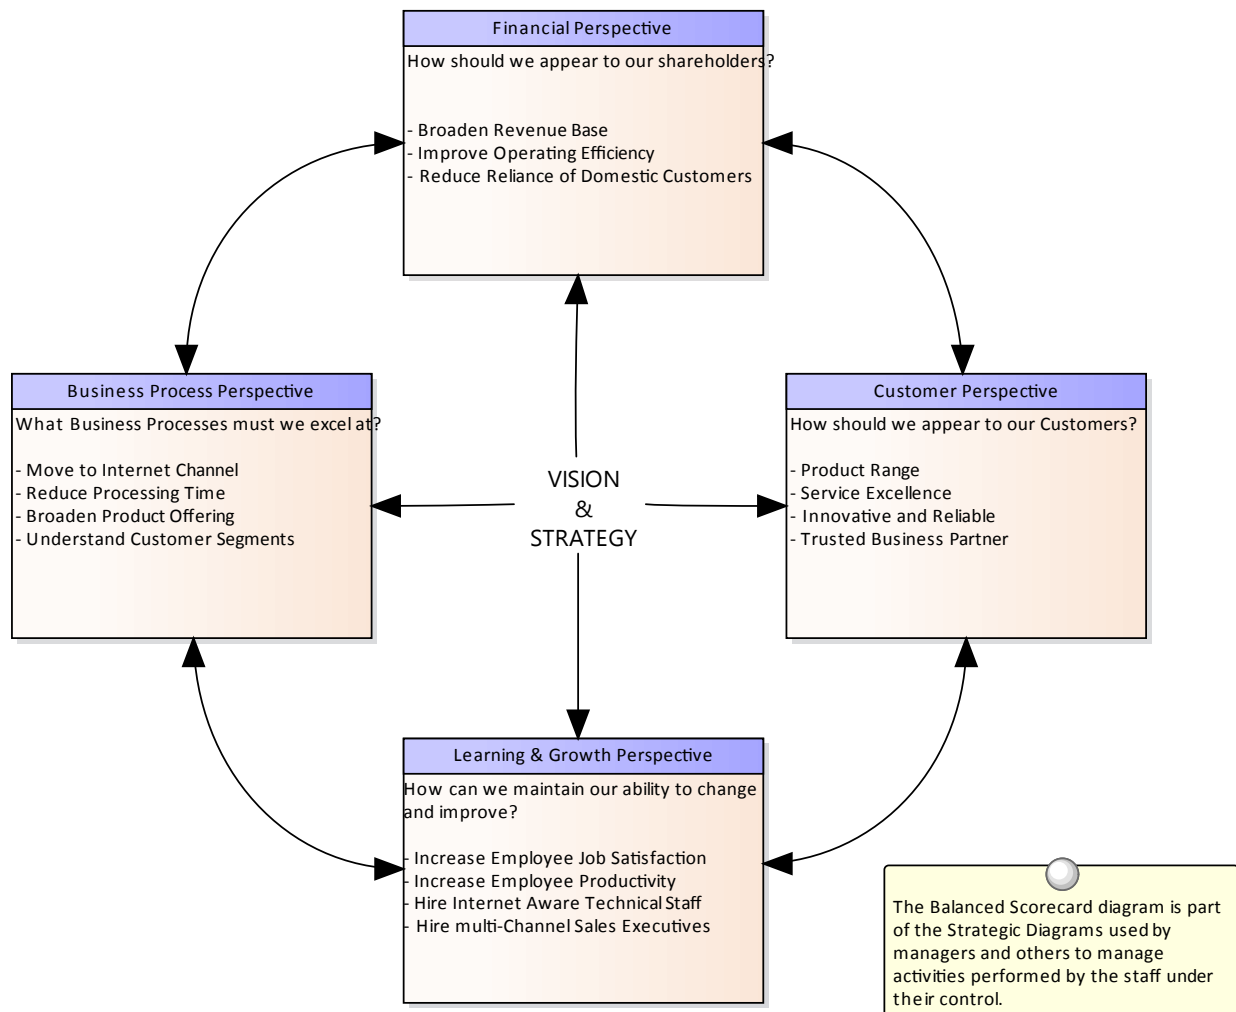 Financial Perspective
How should we appear to our shareholders?
- Broaden Revenue Base
- Improve Operating Efficiency
- Reduce Reliance of Domestic Customers
Business Process Perspective
What Business Processes must we excel at?
- Move to Internet Channel
- Reduce Processing Time
- Broaden Product Offering
- Understand Customer Segments
VISION
&
STRATEGY
Customer Perspective
How should we appear to our Customers?
- Product Range
- Service Excellence
- Innovative and Reliable
- Trusted Business Partner
Learning & Growth Perspective
How can we maintain our ability to change
and improve?
- Increase Employee Job Satisfaction
- Increase Employee Productivity
- Hire Internet Aware Technical Staff
- Hire multi-Channel Sales Executives
The Balanced Scorecard diagram is part
of the Strategic Diagrams used by
managers and others to manage
activities performed by the staff under
their control.